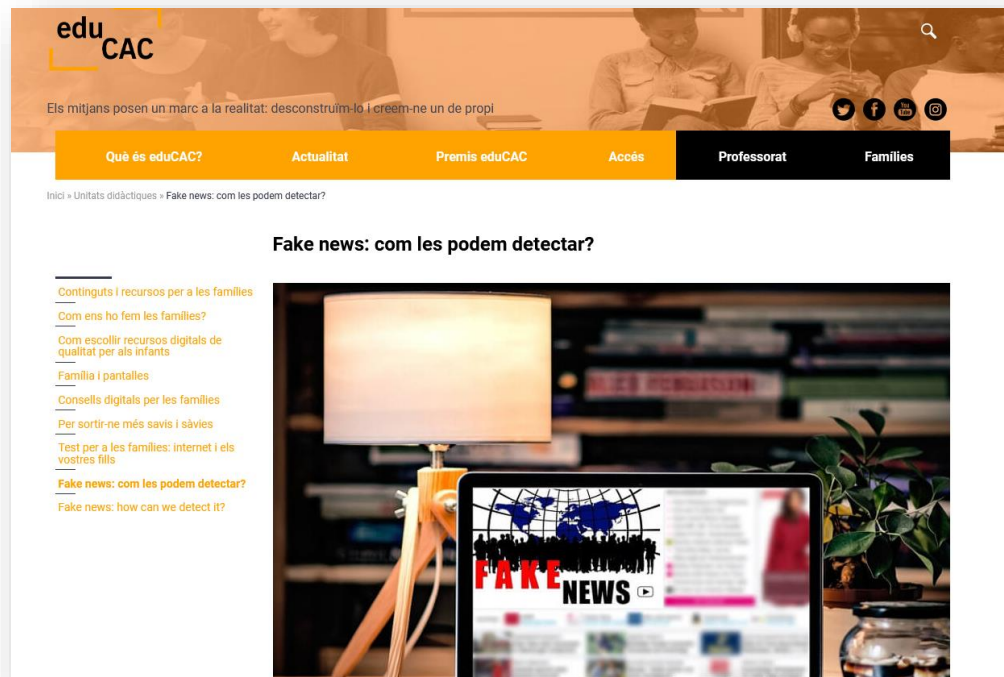 edu
CAC
Els mitjans posen un marc a la realitat: desconstruïm-lo i creem-ne un de propi
You
Tube
Què és eduCAC? Actualitat Premis eduCAC Accés Professorat Famílies
Inici » Unitats didàctiques » Fake news: com les podem detectar?
Fake news: com les podem detectar?
Continguts i recursos per a les famílies
Com ens ho fem les famílies?
Com escollir recursos digitals de
qualitat per als infants
Família i pantalles
Consells digitals per les famílies
Per sortir-ne més savis i sàvies
Test per a les famílies: internet i els
vostres fills
Fake news: com les podem detectar?
Fake news: how can we detect it?
FAKE
NEWS